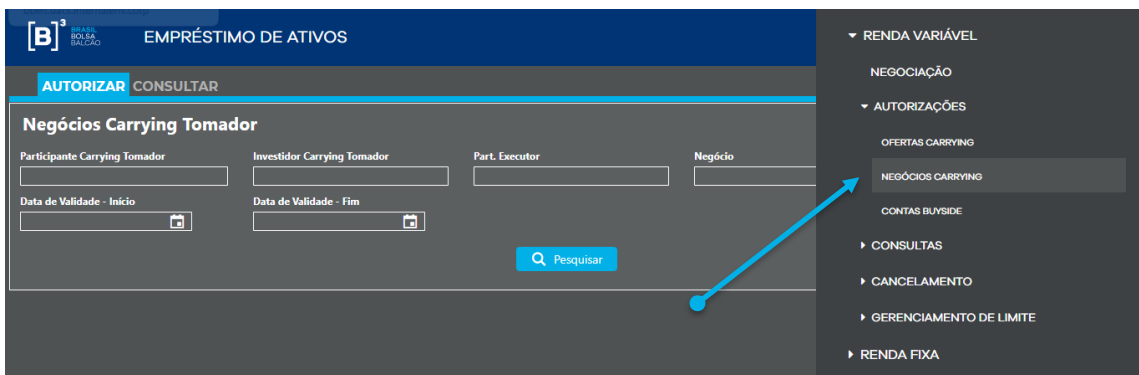 [B]³ BRASIL
BOLSA
BALCÃO
EMPRÉSTIMO DE ATIVOS
AUTORIZAR CONSULTAR
Negócios Carrying Tomador
Participante Carrying Tomador Investidor Carrying Tomador Part. Executor Negócio
Data de Validade - Início Data de Validade - Fim
Pesquisar
RENDA VARIÁVEL
NEGOCIAÇÃO
AUTORIZAÇÕES
OFERTAS CARRYING
NEGÓCIOS CARRYING
CONTAS BUYSIDE
CONSULTAS
CANCELAMENTO
GERENCIAMENTO DE LIMITE
RENDA FIXA